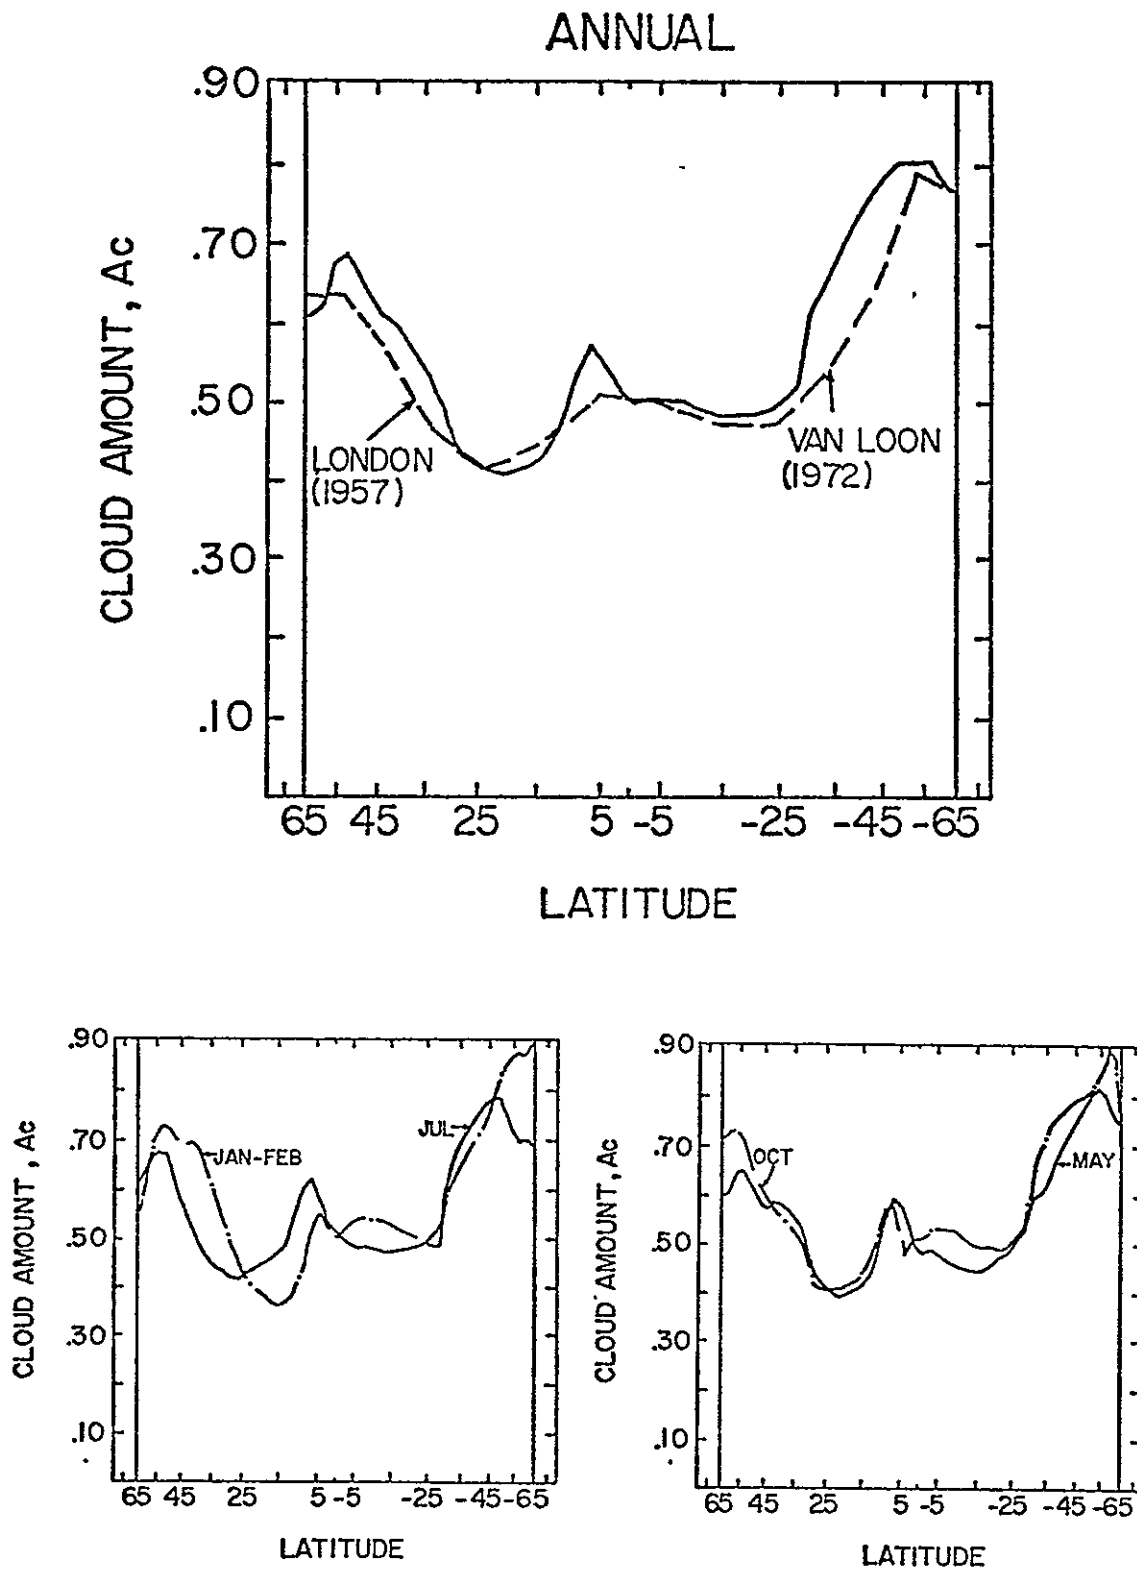 ANNUAL
.90
.70
.50
.30
.10
CLOUD AMOUNT, Ac
LONDON
(1957)
VAN LOON
(1972)
65 45 25 5 -5 -25 -45 -65
LATITUDE
.90
.70
.50
.30
.10
CLOUD AMOUNT, Ac
JAN-FEB
JUL
65 45 25 5 -5 -25 -45 -65
LATITUDE
.90
.70
.50
.30
.10
CLOUD AMOUNT, Ac
OCT
MAY
65 45 25 5 -5 -25 -45 -65
LATITUDE